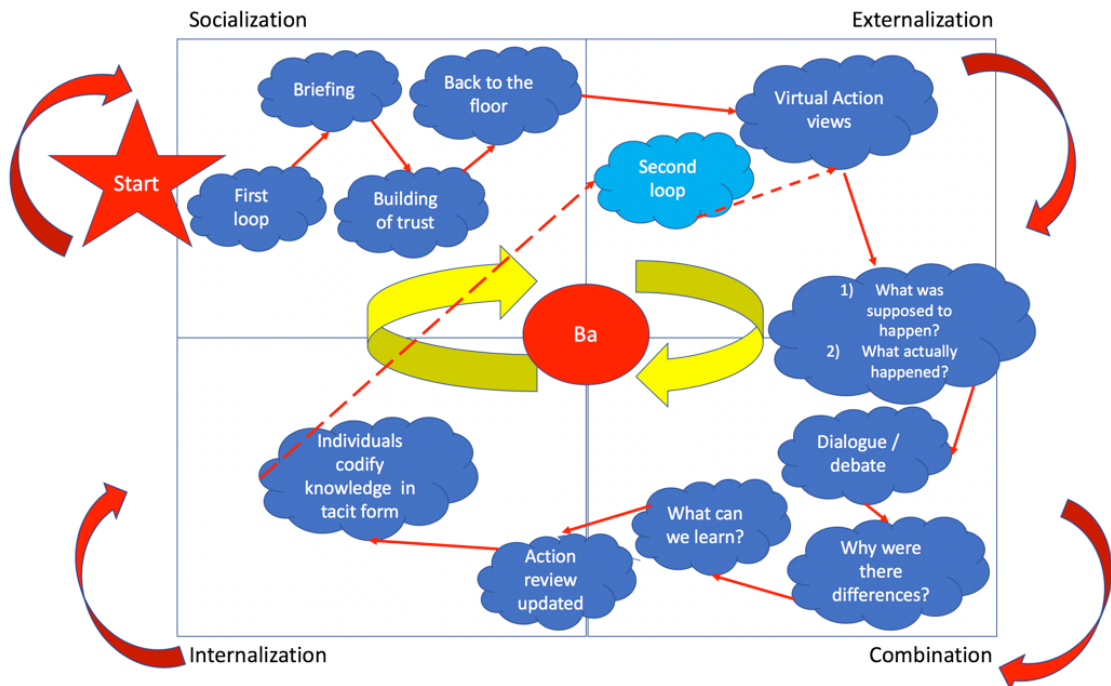 Socialization
Externalization
Start
First
loop
Briefing
Building
of trust
Back to the
floor
Virtual Action
views
Second
loop
1) What was
supposed to
happen?
2) What actually
happened?
Ba
Dialogue /
debate
Why were
there
differences?
What can
we learn?
Action
review
updated
Individuals
codify
knowledge in
tacit form
Internalization
Combination